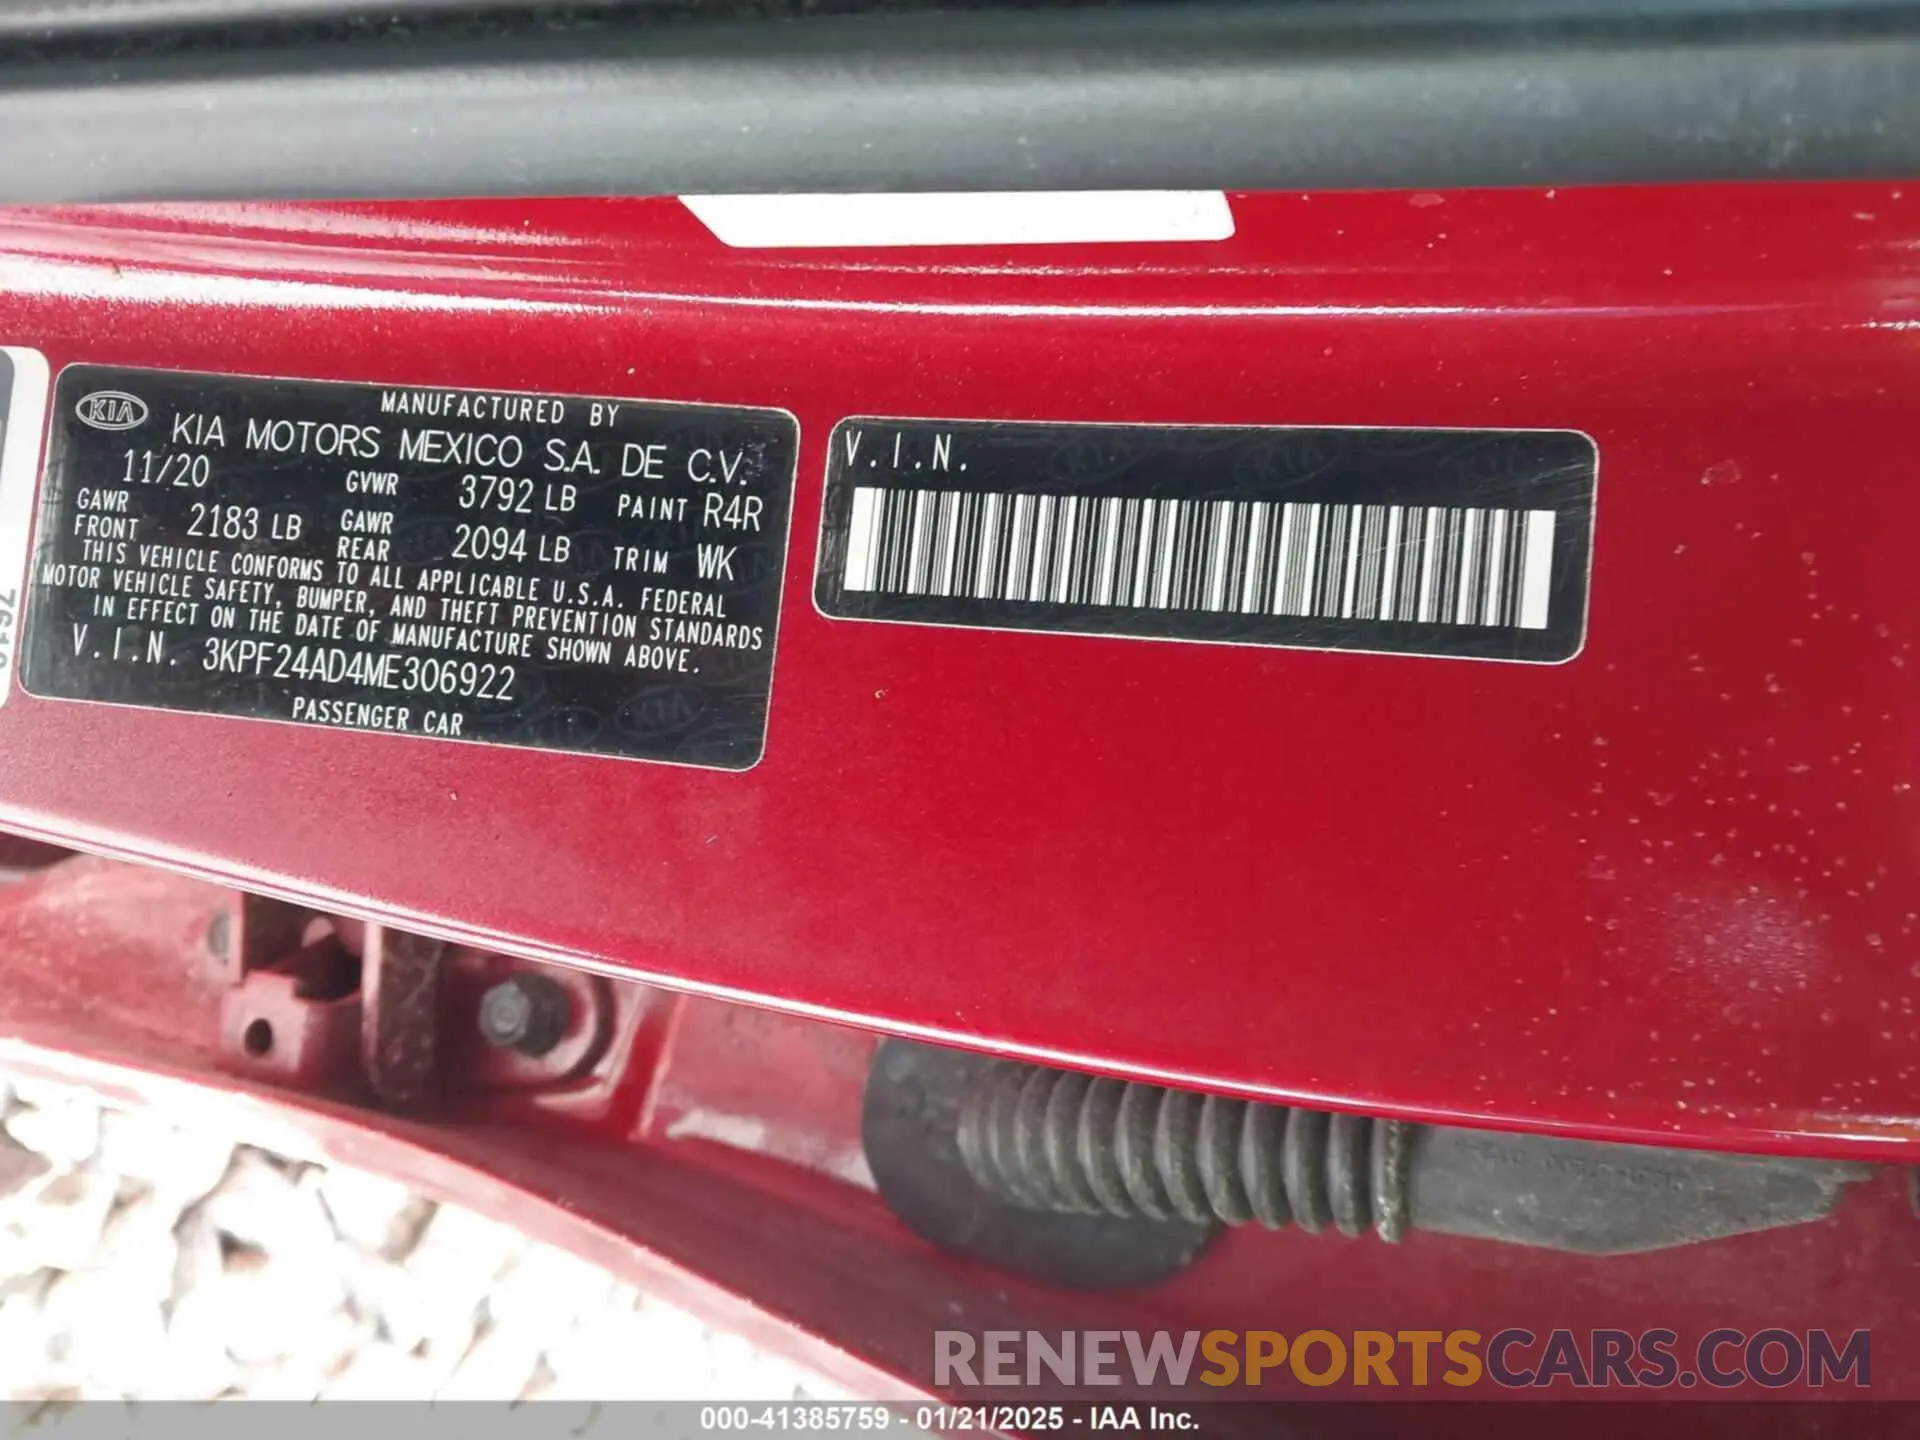 MANUFACTURED BY
KIA KIA MOTORS MEXICO S.A. DE C.V.
11/20 GVWR 3792 LB PAINT R4R
GAWR FRONT 2183 LB GAWR REAR 2094 LB TRIM WK
THIS VEHICLE CONFORMS TO ALL APPLICABLE U.S.A. FEDERAL
MOTOR VEHICLE SAFETY, BUMPER, AND THEFT PREVENTION STANDARDS
IN EFFECT ON THE DATE OF MANUFACTURE SHOWN ABOVE.
V.I.N. 3KPF24AD4ME306922
PASSENGER CAR
V.I.N.
RENEWSPORTSCARS.COM
000-41385759 - 01/21/2025 - IAA Inc.